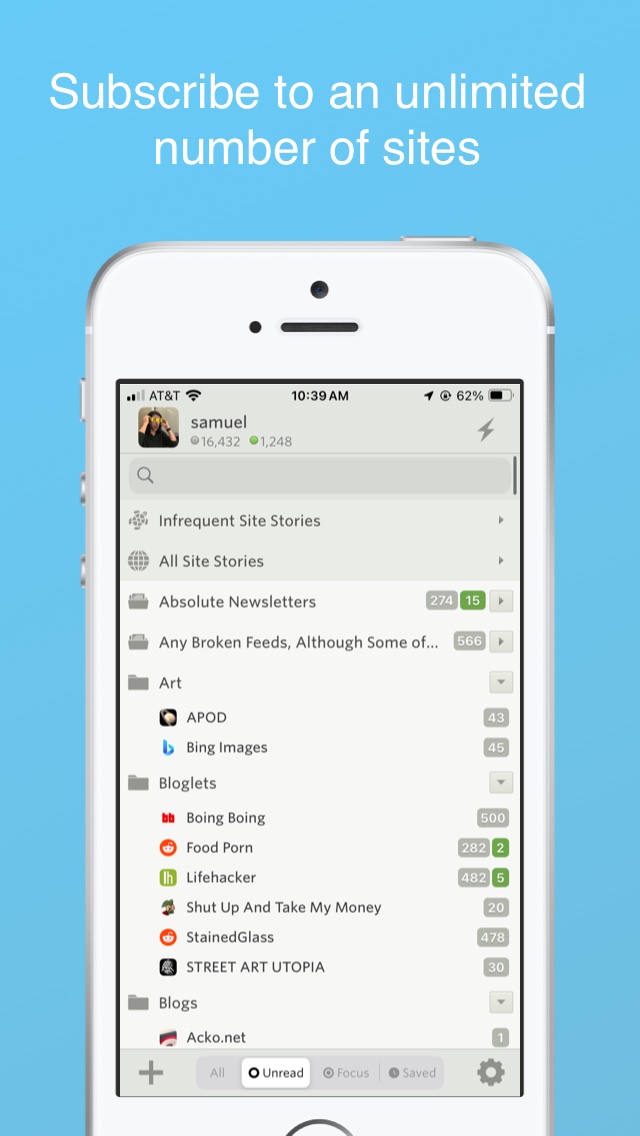 Subscribe to an unlimited
number of sites
AT&T 10:39 AM 62%
samuel
16,432 1,248
Infrequent Site Stories
All Site Stories
Absolute Newsletters 274 15
Any Broken Feeds, Although Some of... 566
Art
APOD 43
Bing Images 45
Bloglets
bb Boing Boing 500
Food Porn 282 2
lh Lifehacker 482 5
Shut Up And Take My Money 20
StainedGlass 478
STREET ART UTOPIA 30
Blogs
Acko.net 1
All Unread Focus Saved